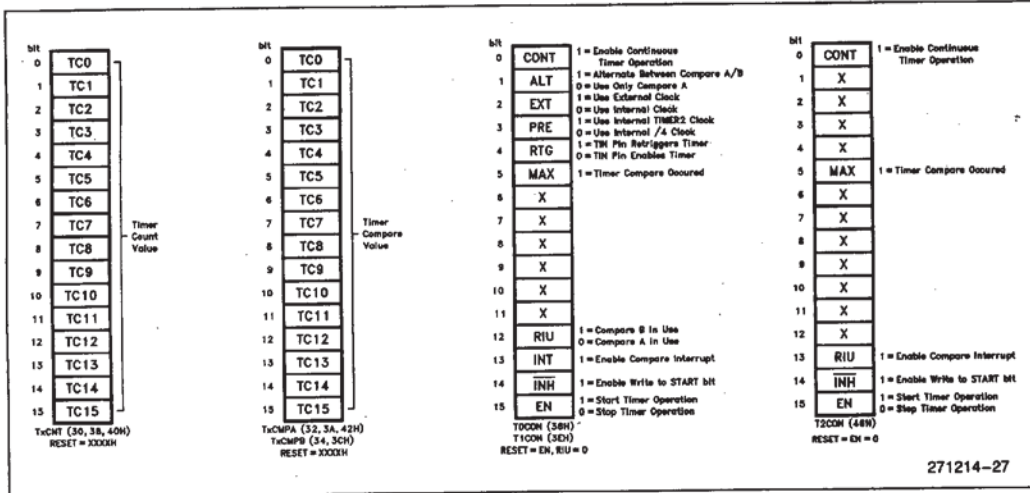 bit
0 TC0
1 TC1
2 TC2
3 TC3
4 TC4
5 TC5
6 TC6
7 TC7
8 TC8
9 TC9
10 TC10
11 TC11
12 TC12
13 TC13
14 TC14
15 TC15
Timer
Count
Value
TxCNT (30, 38, 40H)
RESET = XXXXH
bit
0 TC0
1 TC1
2 TC2
3 TC3
4 TC4
5 TC5
6 TC6
7 TC7
8 TC8
9 TC9
10 TC10
11 TC11
12 TC12
13 TC13
14 TC14
15 TC15
Timer
Compare
Value
TxCMPA (32, 3A, 42H)
TxCMPB (34, 3CH)
RESET = XXXXH
bit
0 CONT 1 = Enable Continuous
Timer Operation
1 ALT 1 = Alternate Between Compare A/B
0 = Use Only Compare A
2 EXT 1 = Use External Clock
0 = Use Internal Clock
3 PRE 1 = Use Internal TIMER2 Clock
0 = Use Internal /4 Clock
4 RTG 1 = TIN Pin Retriggers Timer
0 = TIN Pin Enables Timer
5 MAX 1 = Timer Compare Occured
6 X
7 X
8 X
9 X
10 X
11 X
12 RIU 1 = Compare B In Use
0 = Compare A In Use
13 INT 1 = Enable Compare Interrupt
14 INH 1 = Enable Write to START bit
15 EN 1 = Start Timer Operation
0 = Stop Timer Operation
T0CON (36H)
T1CON (3EH)
RESET = EN, RIU = 0
bit
0 CONT 1 = Enable Continuous
Timer Operation
1 X
2 X
3 X
4 X
5 MAX 1 = Timer Compare Occured
6 X
7 X
8 X
9 X
10 X
11 X
12 X
13 RIU 1 = Enable Compare Interrupt
14 INH 1 = Enable Write to START bit
15 EN 1 = Start Timer Operation
0 = Stop Timer Operation
T2CON (46H)
RESET = EN = 0
271214-27